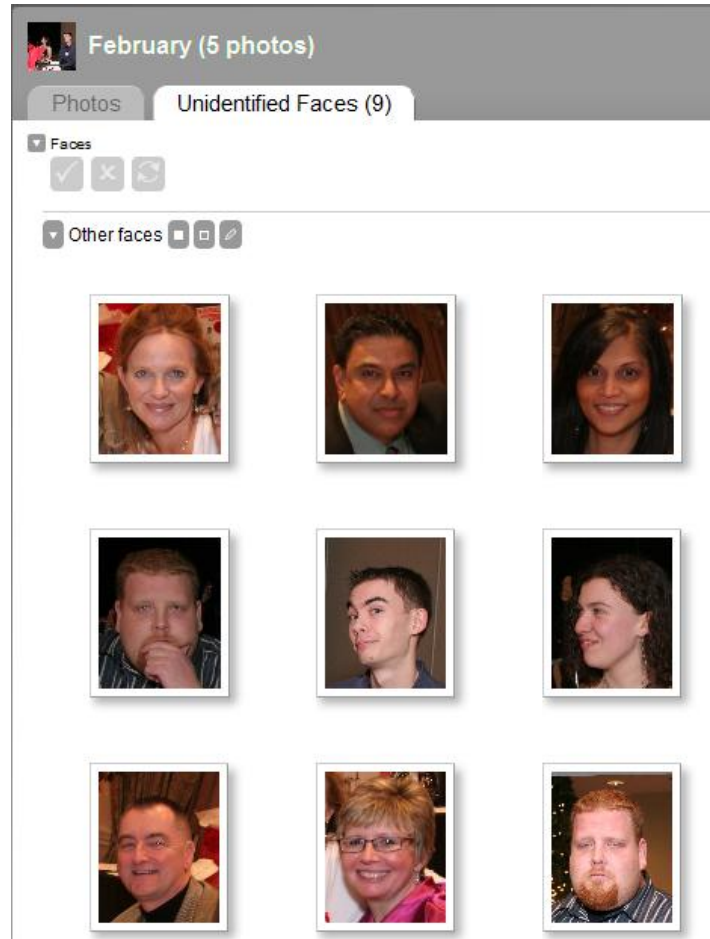 February (5 photos)
Photos
Unidentified Faces (9)
Faces
Other faces